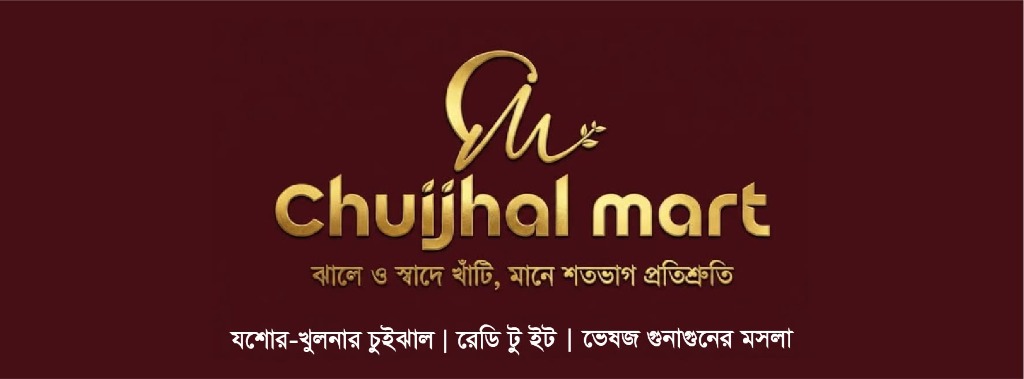 Chuijhal mart
ঝালে ও স্বাদে খাঁটি, মানে শতভাগ প্রতিশ্রুতি
যশোর-খুলনার চুইঝাল | রেডি টু ইট | ভেষজ গুনাগুনের মসলা